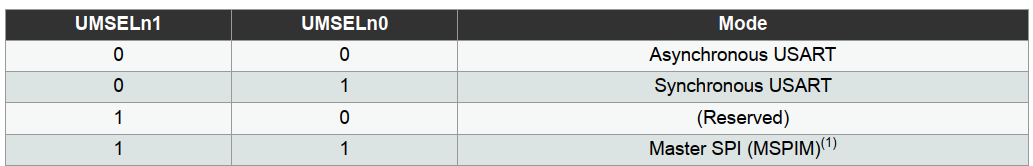 UMSELn1 UMSELn0 Mode
0 0 Asynchronous USART
0 1 Synchronous USART
1 0 (Reserved)
1 1 Master SPI (MSPIM)(1)